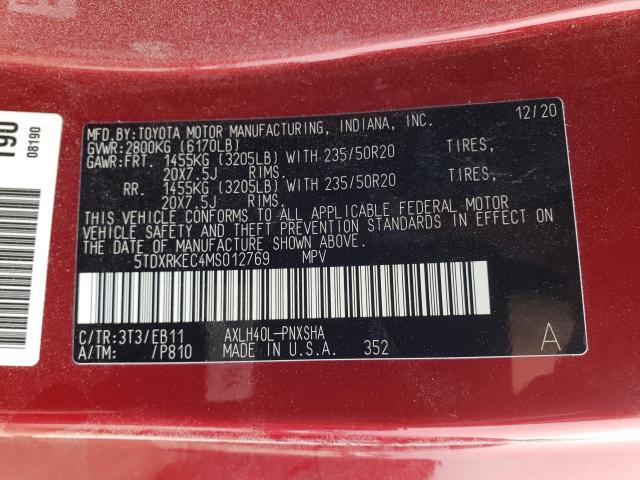 MFD.BY:TOYOTA MOTOR MANUFACTURING, INDIANA, INC. 12/20
GVWR:2800KG (6170LB)
GAWR:FRT. 1455KG (3205LB) WITH 235/50R20 TIRES,
20X7.5J RIMS.
RR. 1455KG (3205LB) WITH 235/50R20 TIRES,
20X7.5J RIMS.
THIS VEHICLE CONFORMS TO ALL APPLICABLE FEDERAL MOTOR
VEHICLE SAFETY AND THEFT PREVENTION STANDARDS IN EFFECT ON
THE DATE OF MANUFACTURE SHOWN ABOVE.
5TDXRKEC4MS012769 MPV
C/TR:3T3/EB11 AXLH40L-PNXSHA
A/TM: /P810 MADE IN U.S.A. 352 A
190
08190